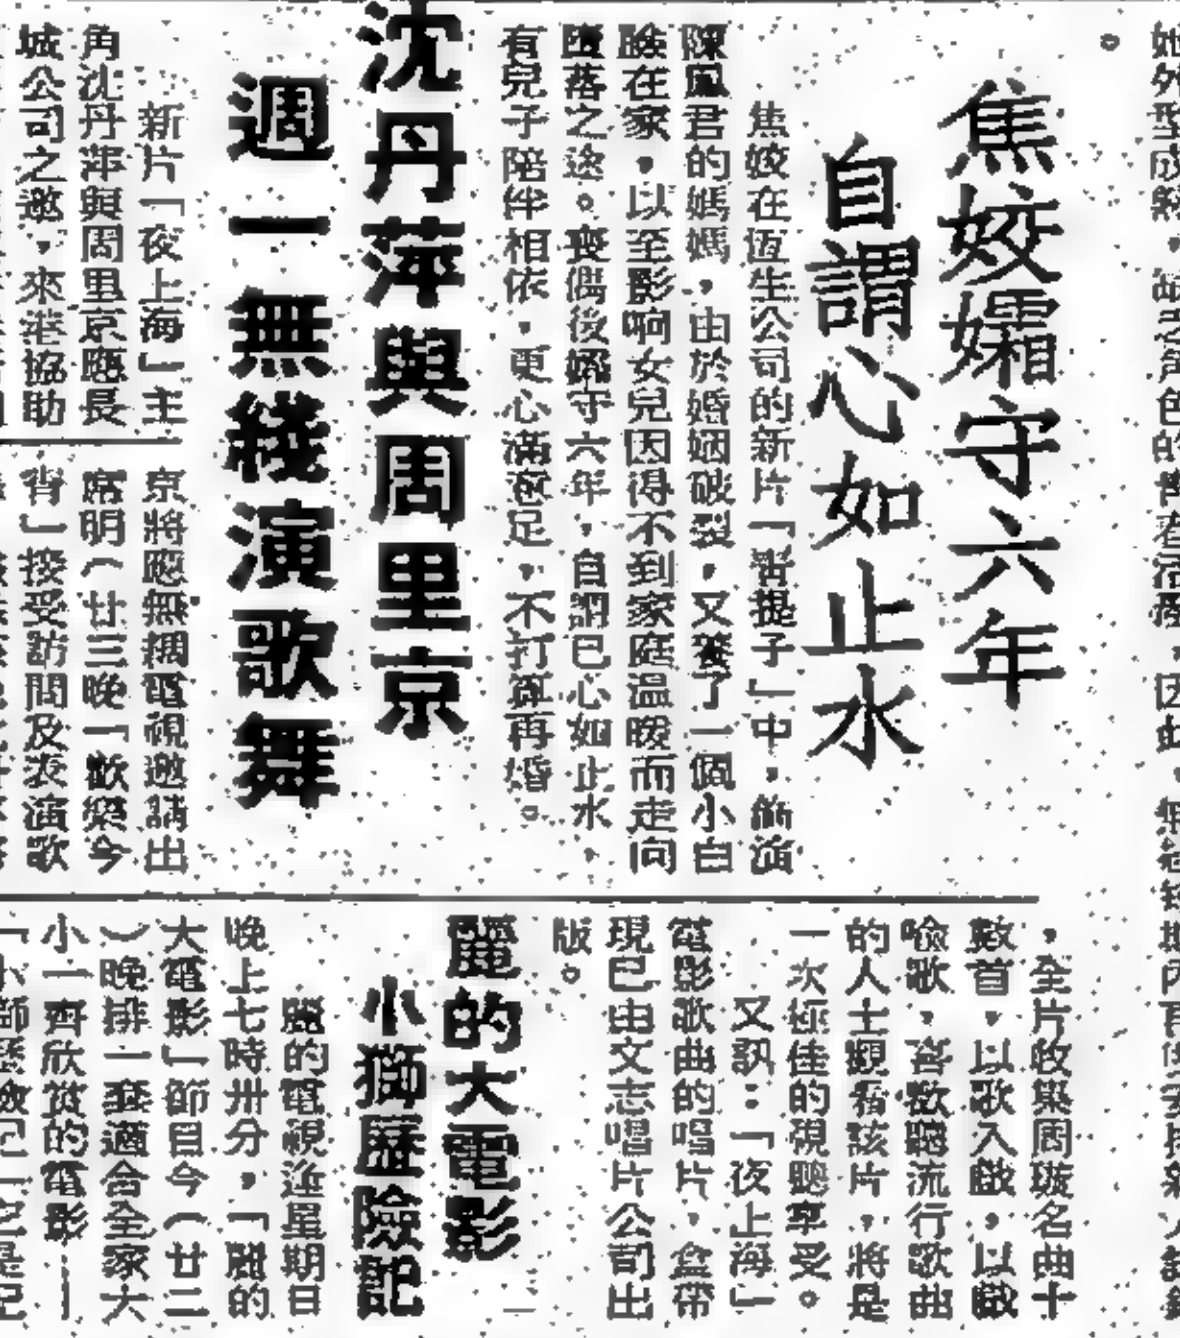 焦姣孀守六年
自謂心如止水
焦姣在恆生公司的新片「香提子」中,飾演
陳鳳君的媽媽,由於婚姻破裂,又養了一個小白
臉在家,以至影响女兒因得不到家庭溫暖而走向
墮落之途。喪偶後孀守六年,自謂已心如止水,
有兒子陪伴相依,更心滿意足,不打算再婚。
沈丹萍與周里京
週一無綫演歌舞
新片「夜上海」主
角沈丹萍與周里京應長
城公司之邀,來港協助
京將應無綫電視邀請出
席明(廿三晚「歡樂今
宵」接受訪問及表演歌
,全片收集周璇名曲十
數首,以歌入戲,以戲
喻歌,喜歡聽流行歌曲
的人士觀看該片,將是
一次極佳的視聽享受。
又訊:「夜上海」
電影歌曲的唱片,盒帶
現已由文志唱片公司出
版。
麗的大電影
小獅歷險記
麗的電視逢星期日
晚上七時卅分,「麗的
大電影」節目今(廿二
)晚排一套適合全家大
小一齊欣賞的電影——